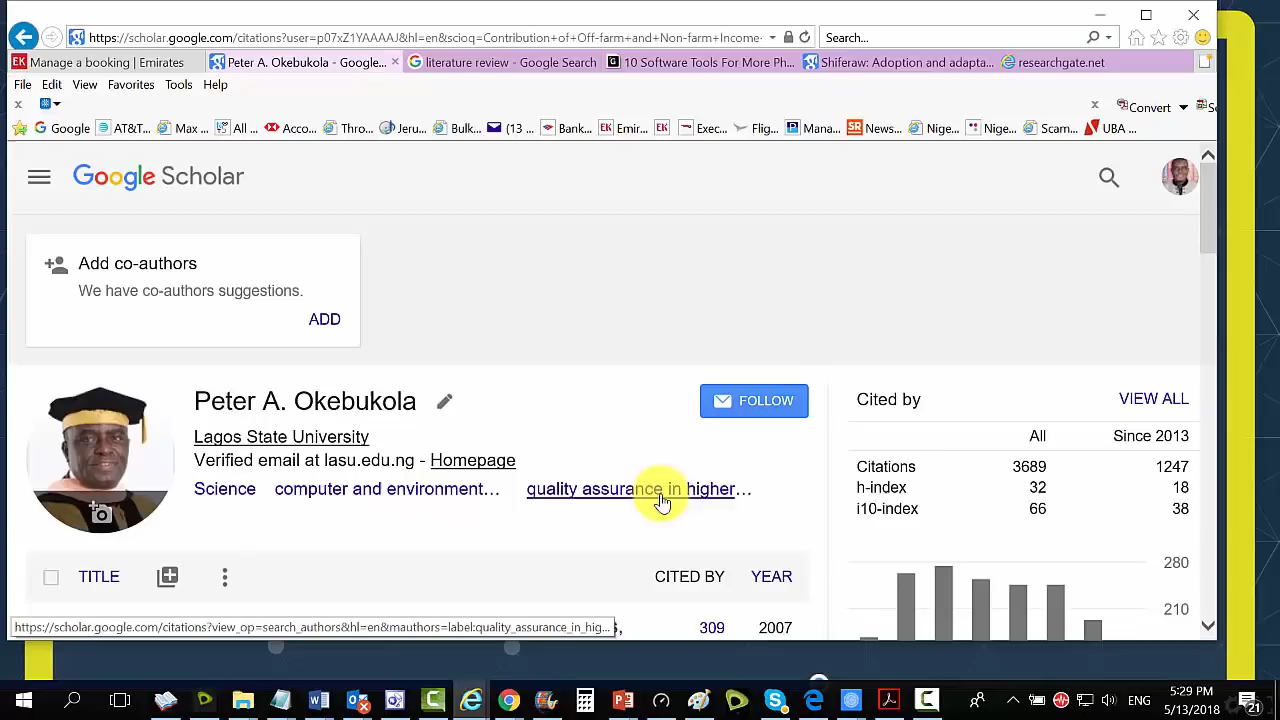 https://scholar.google.com/citations?user=p07xZ1YAAAAJ&hl=en&scioq=Contribution+of+Off-farm+and+Non-farm+Income-
Search...
Manage a booking | Emirates
Peter A. Okebukola - Google...
literature review - Google Search
10 Software Tools For More Ph...
Shiferaw: Adoption and adapta...
researchgate.net
File Edit View Favorites Tools Help
x
x Convert
Google AT&T... Max ... All ... Acco... Thro... Jeru... Bulk... (13 ... Bank... Emir... EK Exec... Flig... Mana... News... Nige... Nige... Scam... UBA ...
Google Scholar
Add co-authors
We have co-authors suggestions.
ADD
Peter A. Okebukola
FOLLOW
Lagos State University
Verified email at lasu.edu.ng - Homepage
Science computer and environment... quality assurance in higher...
Cited by VIEW ALL
All Since 2013
Citations 3689 1247
h-index 32 18
i10-index 66 38
280
210
TITLE CITED BY YEAR
309 2007
https://scholar.google.com/citations?view_op=search_authors&hl=en&mauthors=label:quality_assurance_in_hig...
ENG
5:29 PM
5/13/2018
21